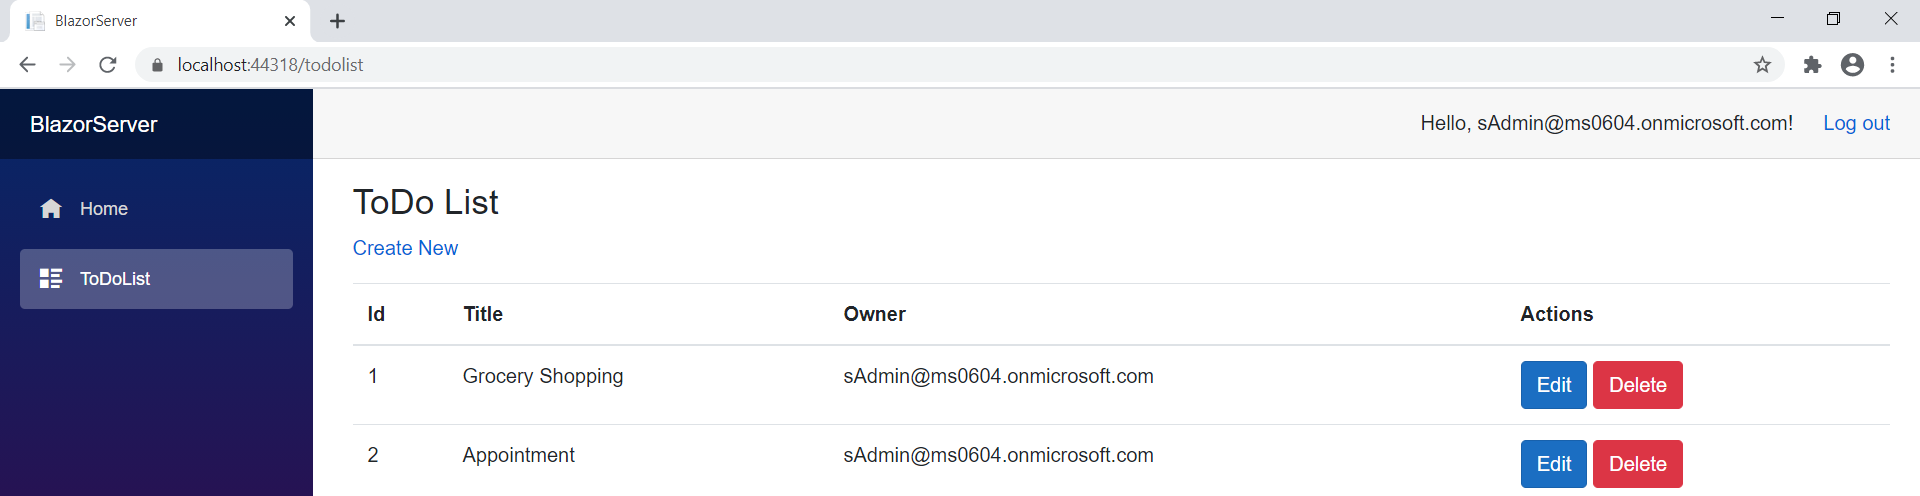 BlazorServer
localhost:44318/todolist
BlazorServer
Hello, sAdmin@ms0604.onmicrosoft.com! Log out
Home
ToDoList
ToDo List
Create New
Id Title Owner Actions
1 Grocery Shopping sAdmin@ms0604.onmicrosoft.com Edit Delete
2 Appointment sAdmin@ms0604.onmicrosoft.com Edit Delete